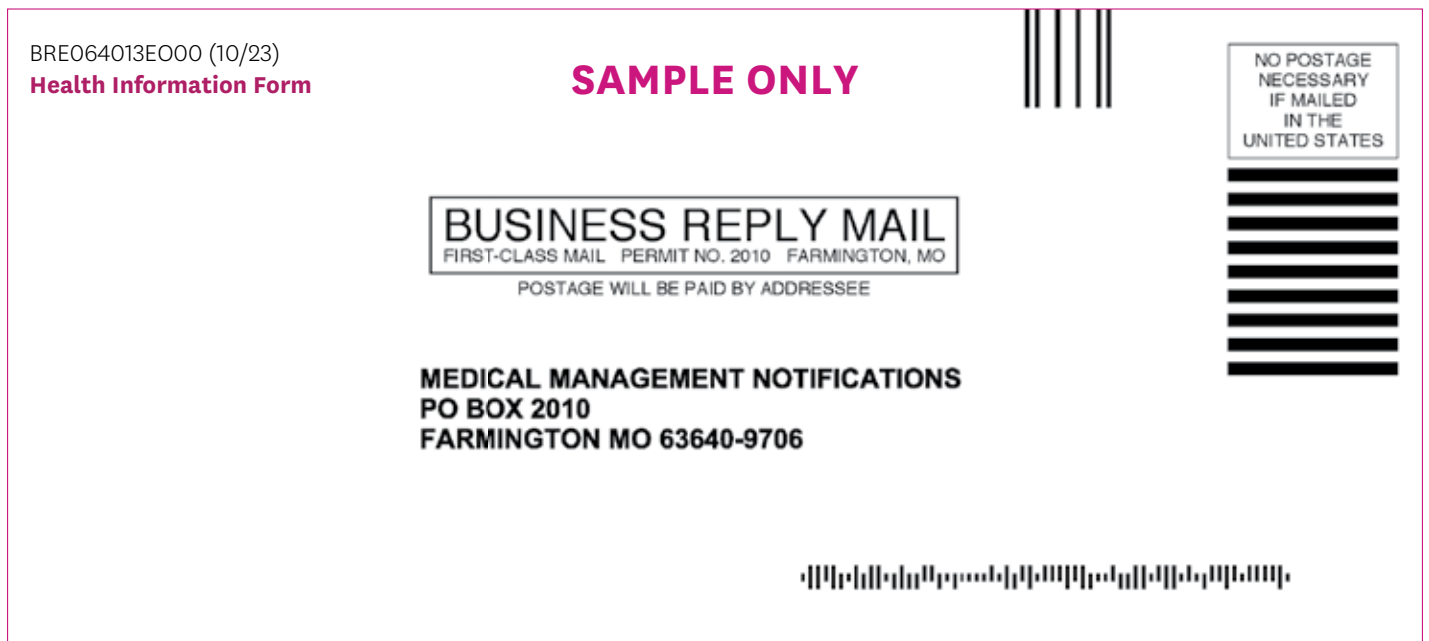 BRE064013EO00 (10/23)
Health Information Form
SAMPLE ONLY
NO POSTAGE
NECESSARY
IF MAILED
IN THE
UNITED STATES
BUSINESS REPLY MAIL
FIRST-CLASS MAIL PERMIT NO. 2010 FARMINGTON, MO
POSTAGE WILL BE PAID BY ADDRESSEE
MEDICAL MANAGEMENT NOTIFICATIONS
PO BOX 2010
FARMINGTON MO 63640-9706